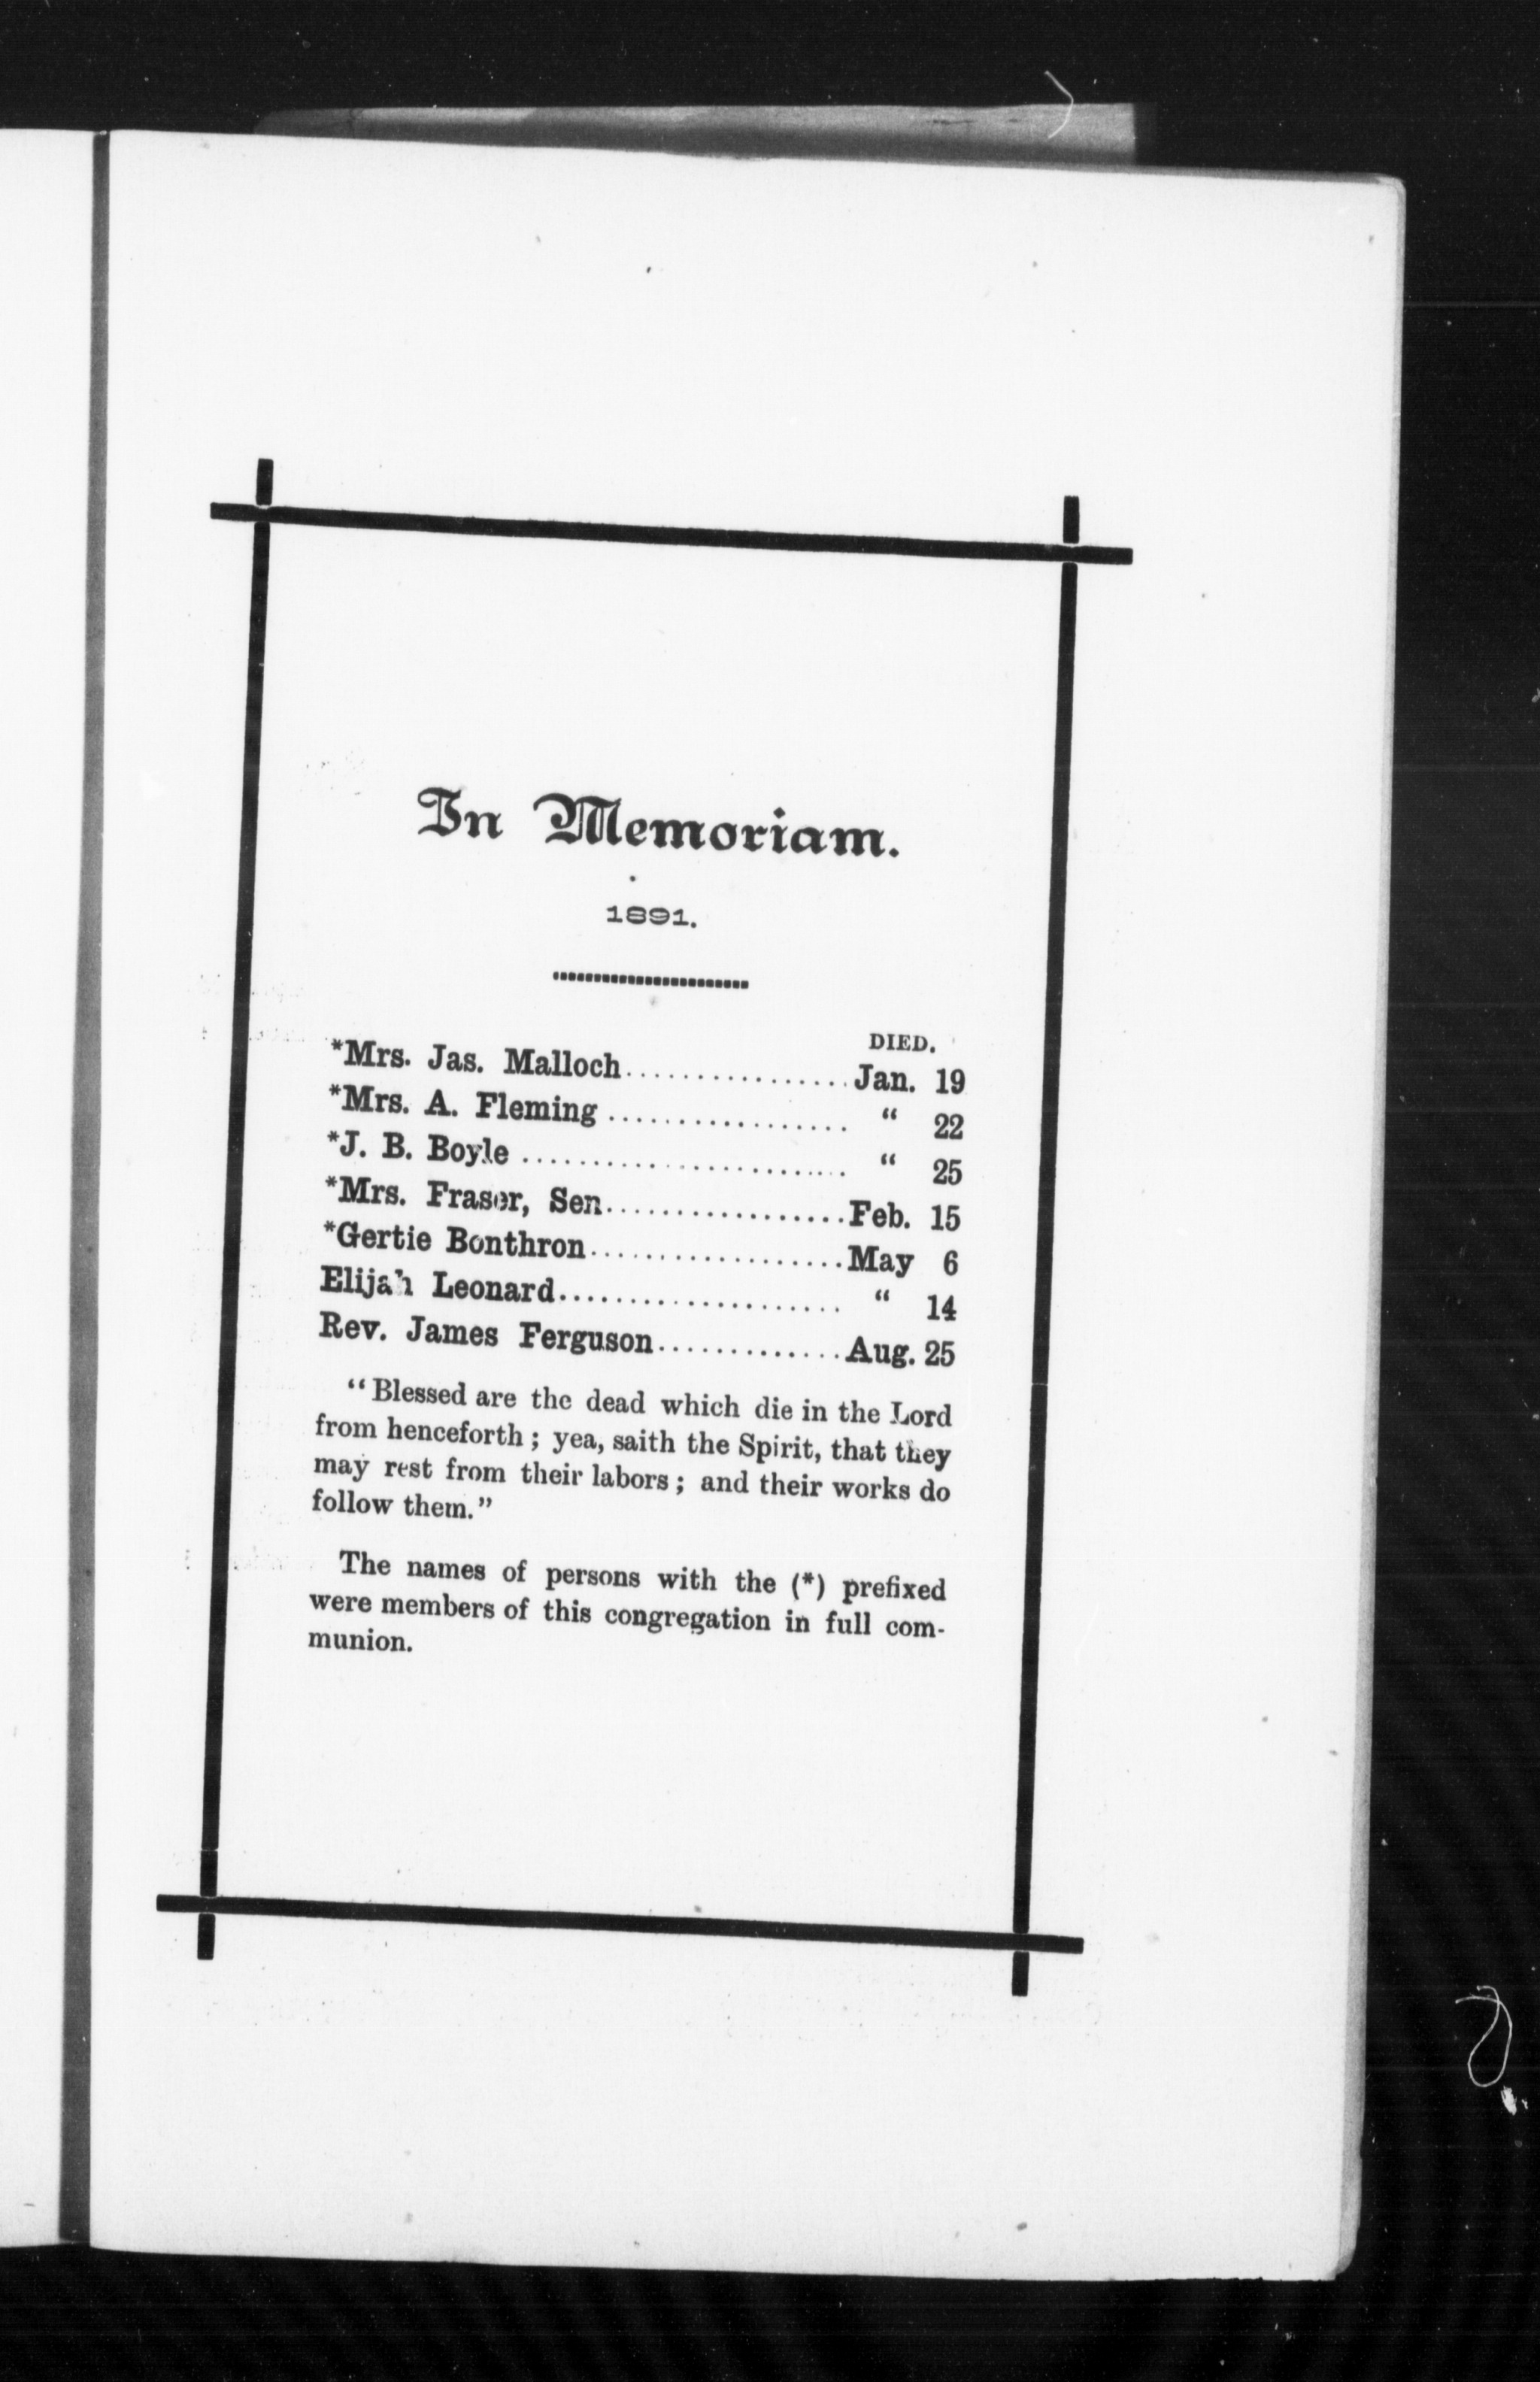 In Memoriam.
1891.
DIED.
*Mrs. Jas. Malloch................Jan. 19
*Mrs. A. Fleming ................. “ 22
*J. B. Boyle ....................... “ 25
*Mrs. Fraser, Sen.................Feb. 15
*Gertie Bonthron..................May 6
Elijah Leonard.................... “ 14
Rev. James Ferguson.............Aug. 25
“Blessed are the dead which die in the Lord
from henceforth ; yea, saith the Spirit, that they
may rest from their labors ; and their works do
follow them.”
The names of persons with the (*) prefixed
were members of this congregation in full com-
munion.